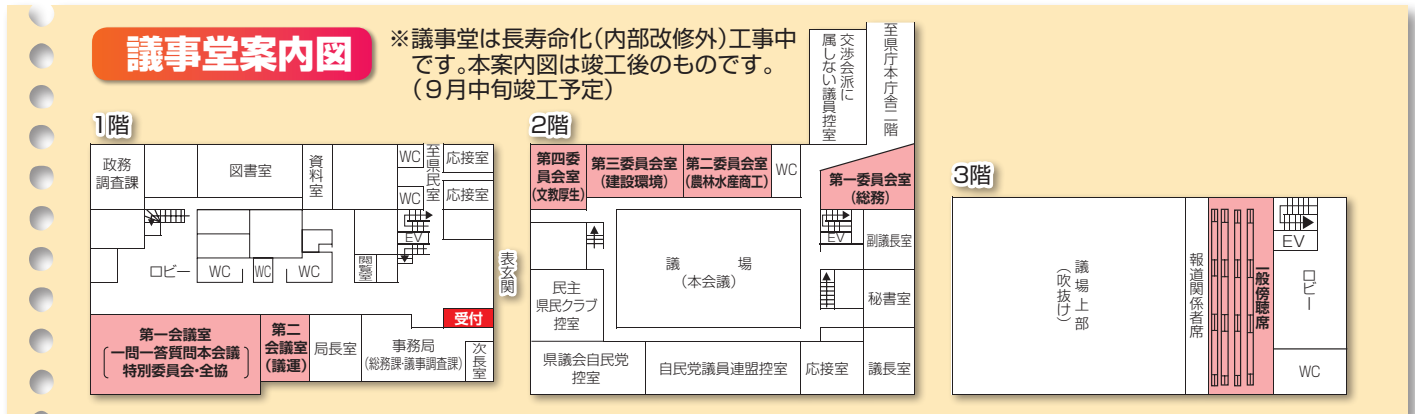 議事堂案内図
※議事堂は長寿命化（内部改修外）工事中
です。本案内図は竣工後のものです。
（９月中旬竣工予定）
1階
政務
調査課
図書室
資料室
WC
至県民室
応接室
WC
応接室
EV
ロビー
WC
WC
WC
閲覧室
表玄関
受付
第一会議室
一問一答質問本会議
特別委員会・全協
第二
会議室
（議運）
局長室
事務局
（総務課・議事調査課）
次長室
2階
交渉会派に
属しない議員控室
至県庁本庁舎二階
第四委
員会室
（文教厚生）
第三委員会室
（建設環境）
第二委員会室
（農林水産商工）
WC
第一委員会室
（総務）
EV
副議長室
議場
（本会議）
民主
県民クラブ
控室
秘書室
県議会自民党
控室
自民党議員連盟控室
応接室
議長室
3階
議場上部
（吹抜け）
報道関係者席
一般傍聴席
EV
ロビー
WC